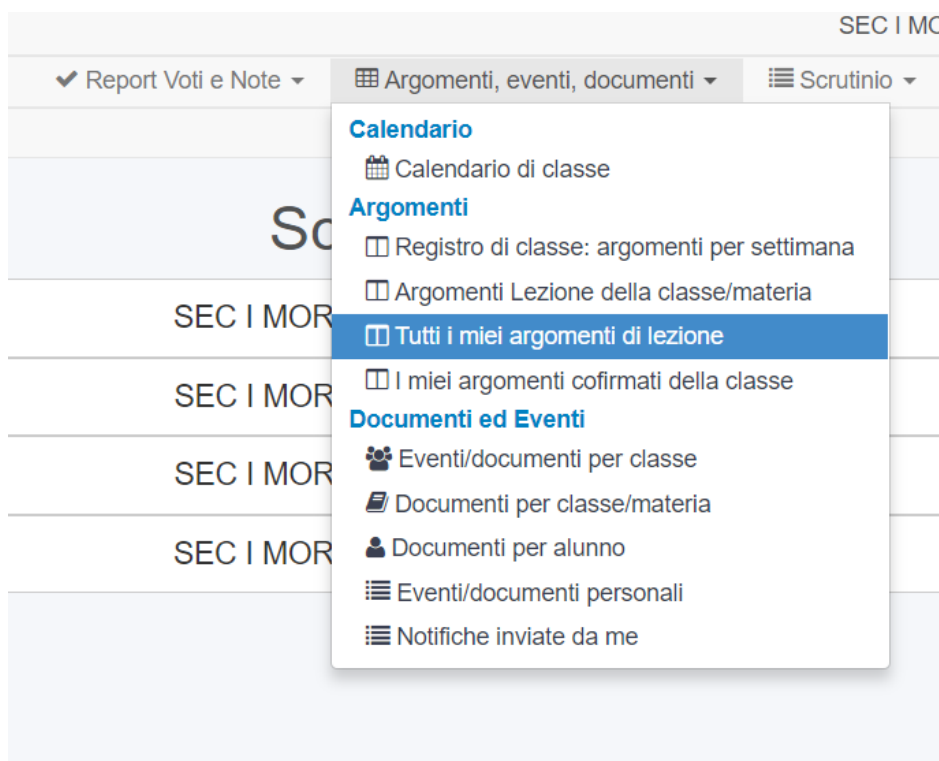 SEC I MO
Report Voti e Note
Argomenti, eventi, documenti
Scrutinio
Calendario
Calendario di classe
Argomenti
Sc
Registro di classe: argomenti per settimana
Argomenti Lezione della classe/materia
SEC I MOR
Tutti i miei argomenti di lezione
I miei argomenti cofirmati della classe
SEC I MOR
Documenti ed Eventi
Eventi/documenti per classe
SEC I MOR
Documenti per classe/materia
Documenti per alunno
SEC I MOR
Eventi/documenti personali
Notifiche inviate da me